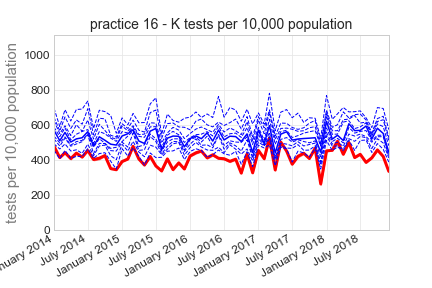 practice 16 - K tests per 10,000 population
tests per 10,000 population
1000
800
600
400
200
0
nuary 2014
July 2014
January 2015
July 2015
January 2016
July 2016
January 2017
July 2017
January 2018
July 2018